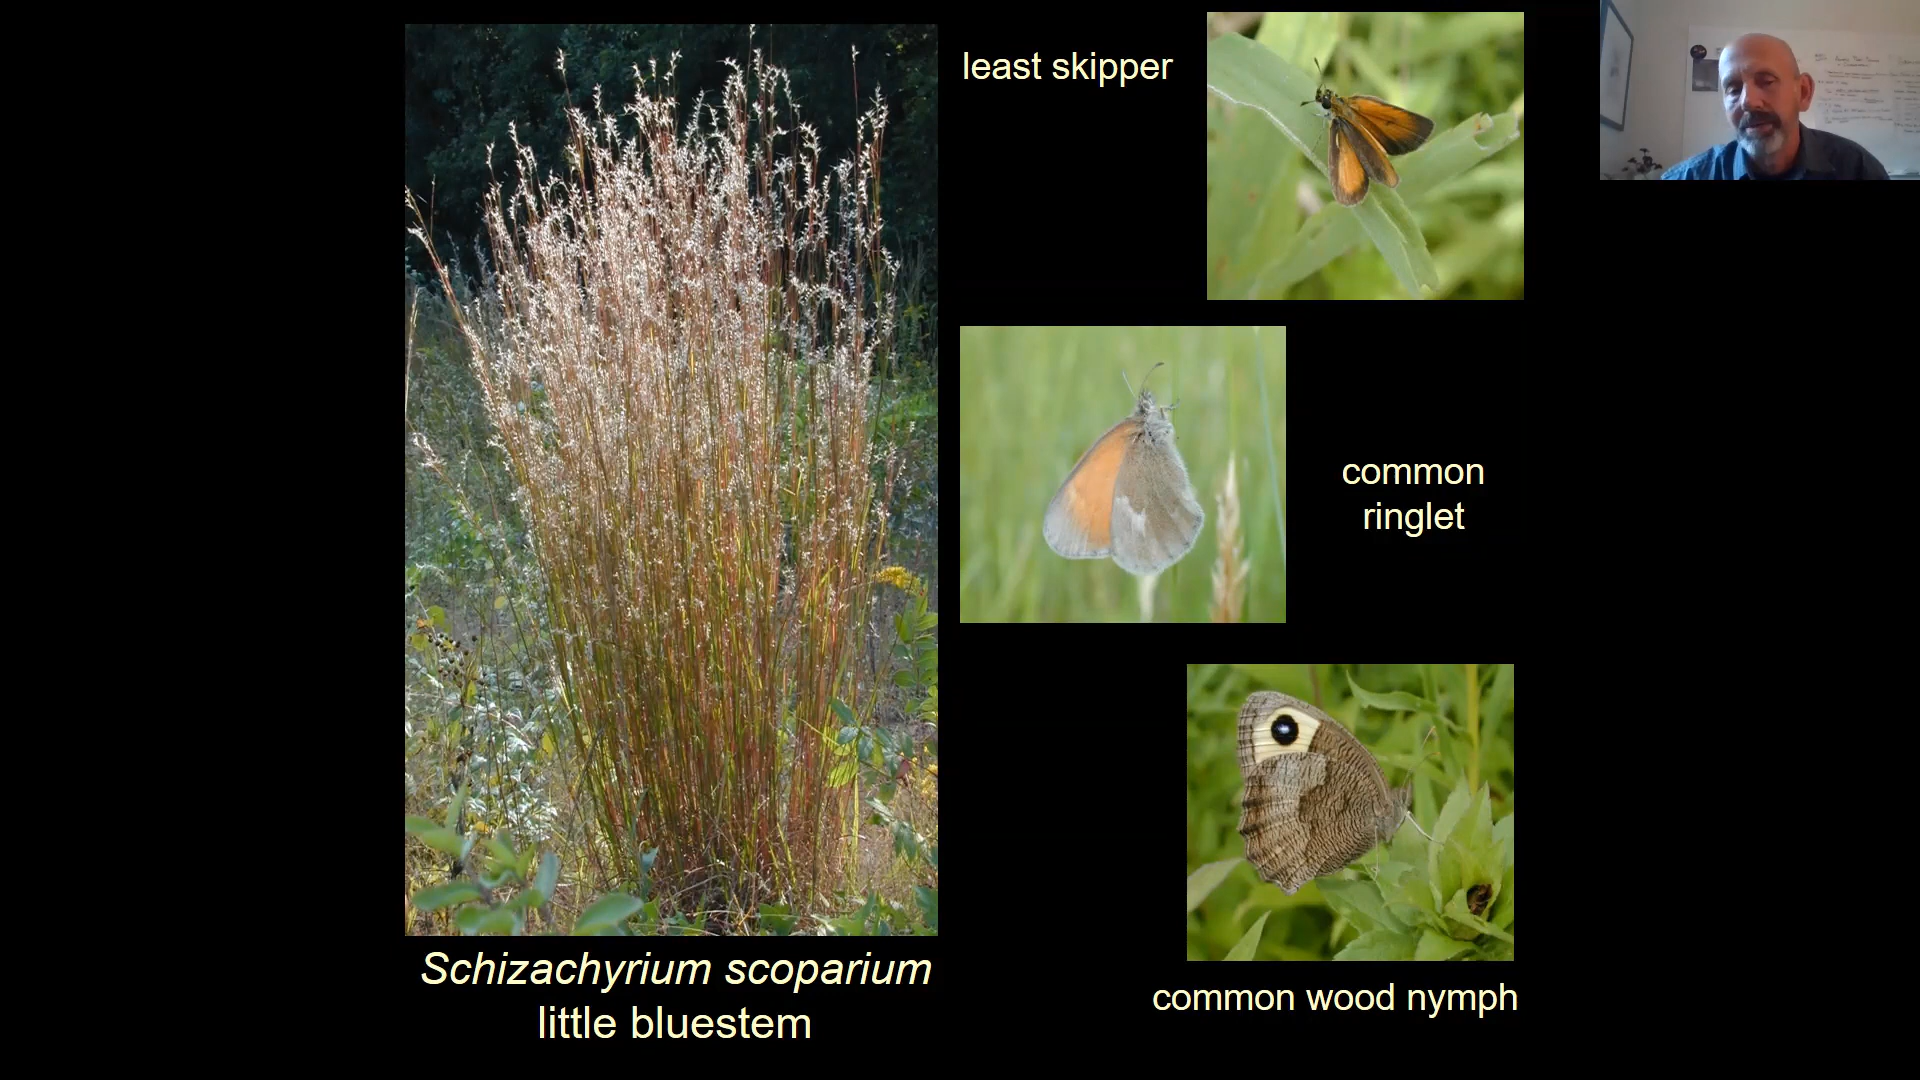 least skipper
common
ringlet
Schizachyrium scoparium
little bluestem
common wood nymph